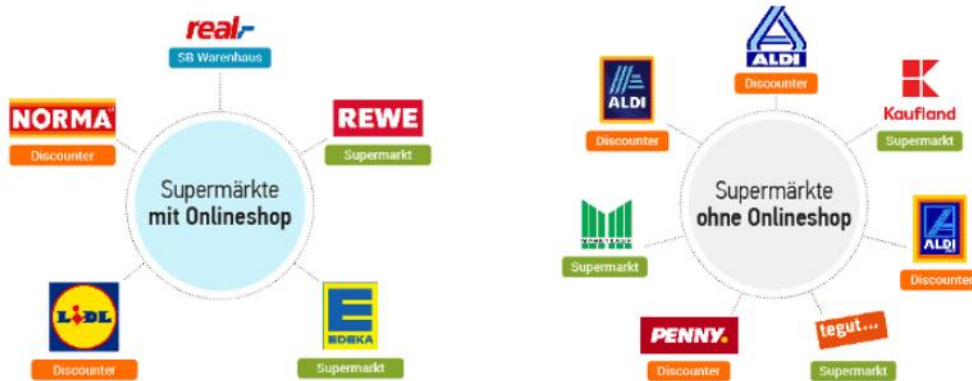 real,-
SB Warenhaus
NORMA
Discounter
REWE
Supermarkt
Supermärkte
mit Onlineshop
LIDL
Discounter
EDEKA
Supermarkt
ALDI
Discounter
ALDI
Discounter
Kaufland
Supermarkt
Supermärkte
ohne Onlineshop
MARKTKAUF
Supermarkt
ALDI
Discounter
PENNY.
Discounter
tegut...
Supermarkt